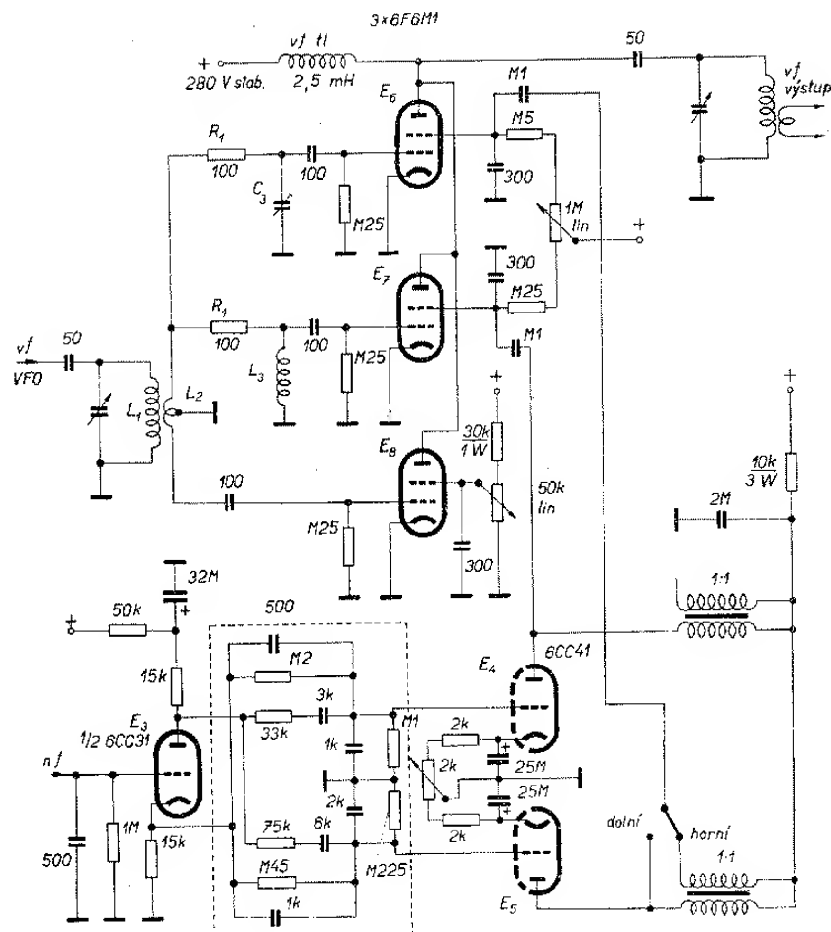 3×6F6M1
vf tl
2,5 mH
+
280 V stab.
50
vf
výstup
M1
E6
M5
R1
100
100
C3
M25
300
1M
lin
+
E7
300
M25
M1
R1
100
100
L3
M25
vf
VFO
50
L1
L2
E8
+
30k
1 W
50k
lin
100
M25
300
+
10k
3 W
2M
1:1
32M
+
50k
+
15k
500
M2
33k
3k
1k
M1
2k
75k
6k
M45
1k
M225
E3
1/2 6CC31
nf
500
1M
15k
6CC41
E4
2k
2k
2k
+
25M
25M
+
E5
dolní
horní
1:1